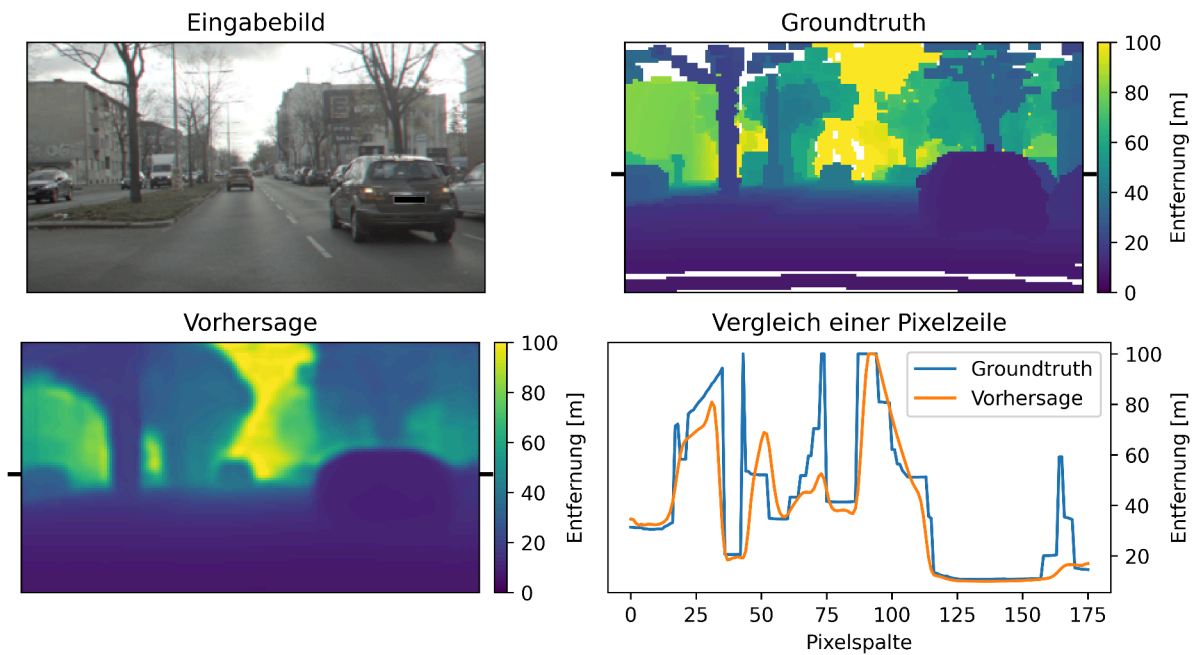 Eingabebild
Groundtruth
100
80
60
40
20
0
Entfernung [m]
Vorhersage
100
80
60
40
20
0
Entfernung [m]
Vergleich einer Pixelzeile
Groundtruth
Vorhersage
100
80
60
40
20
Entfernung [m]
0 25 50 75 100 125 150 175
Pixelspalte